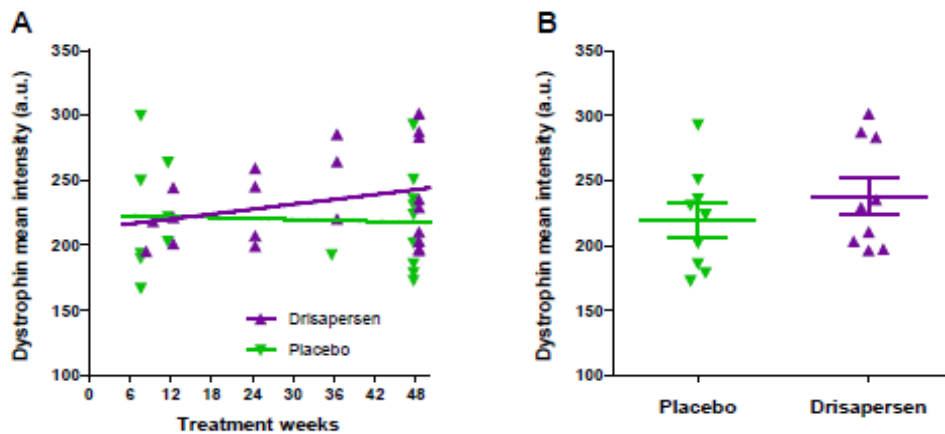 A
Dystrophin mean intensity (a.u.)
350
300
250
200
150
100
0 6 12 18 24 30 36 42 48
Treatment weeks
Drisapersen
Placebo
B
Dystrophin mean intensity (a.u.)
350
300
250
200
150
100
Placebo Drisapersen